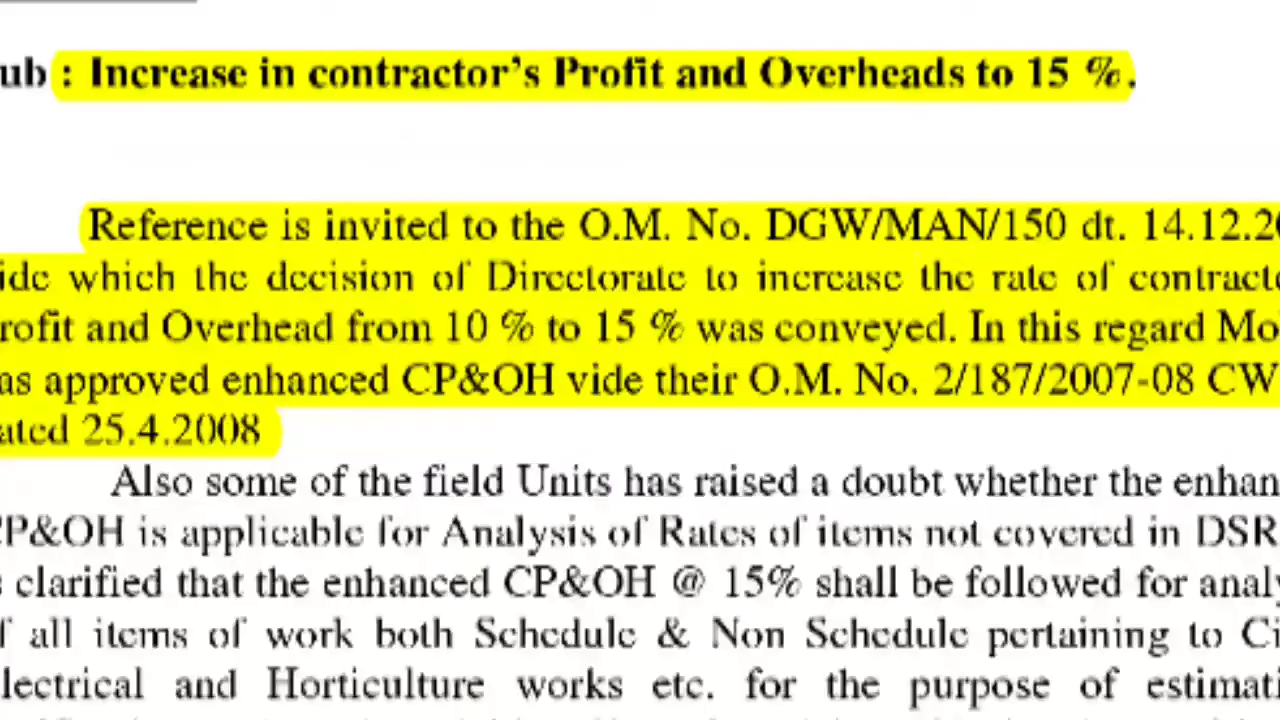 ub : Increase in contractor's Profit and Overheads to 15 %.
Reference is invited to the O.M. No. DGW/MAN/150 dt. 14.12.20
ide which the decision of Directorate to increase the rate of contracto
rofit and Overhead from 10 % to 15 % was conveyed. In this regard Mo
as approved enhanced CP&OH vide their O.M. No. 2/187/2007-08 CW
ated 25.4.2008
Also some of the field Units has raised a doubt whether the enhan
CP&OH is applicable for Analysis of Rates of items not covered in DSR
s clarified that the enhanced CP&OH @ 15% shall be followed for analy
f all items of work both Schedule & Non Schedule pertaining to Ci
lectrical and Horticulture works etc. for the purpose of estimati